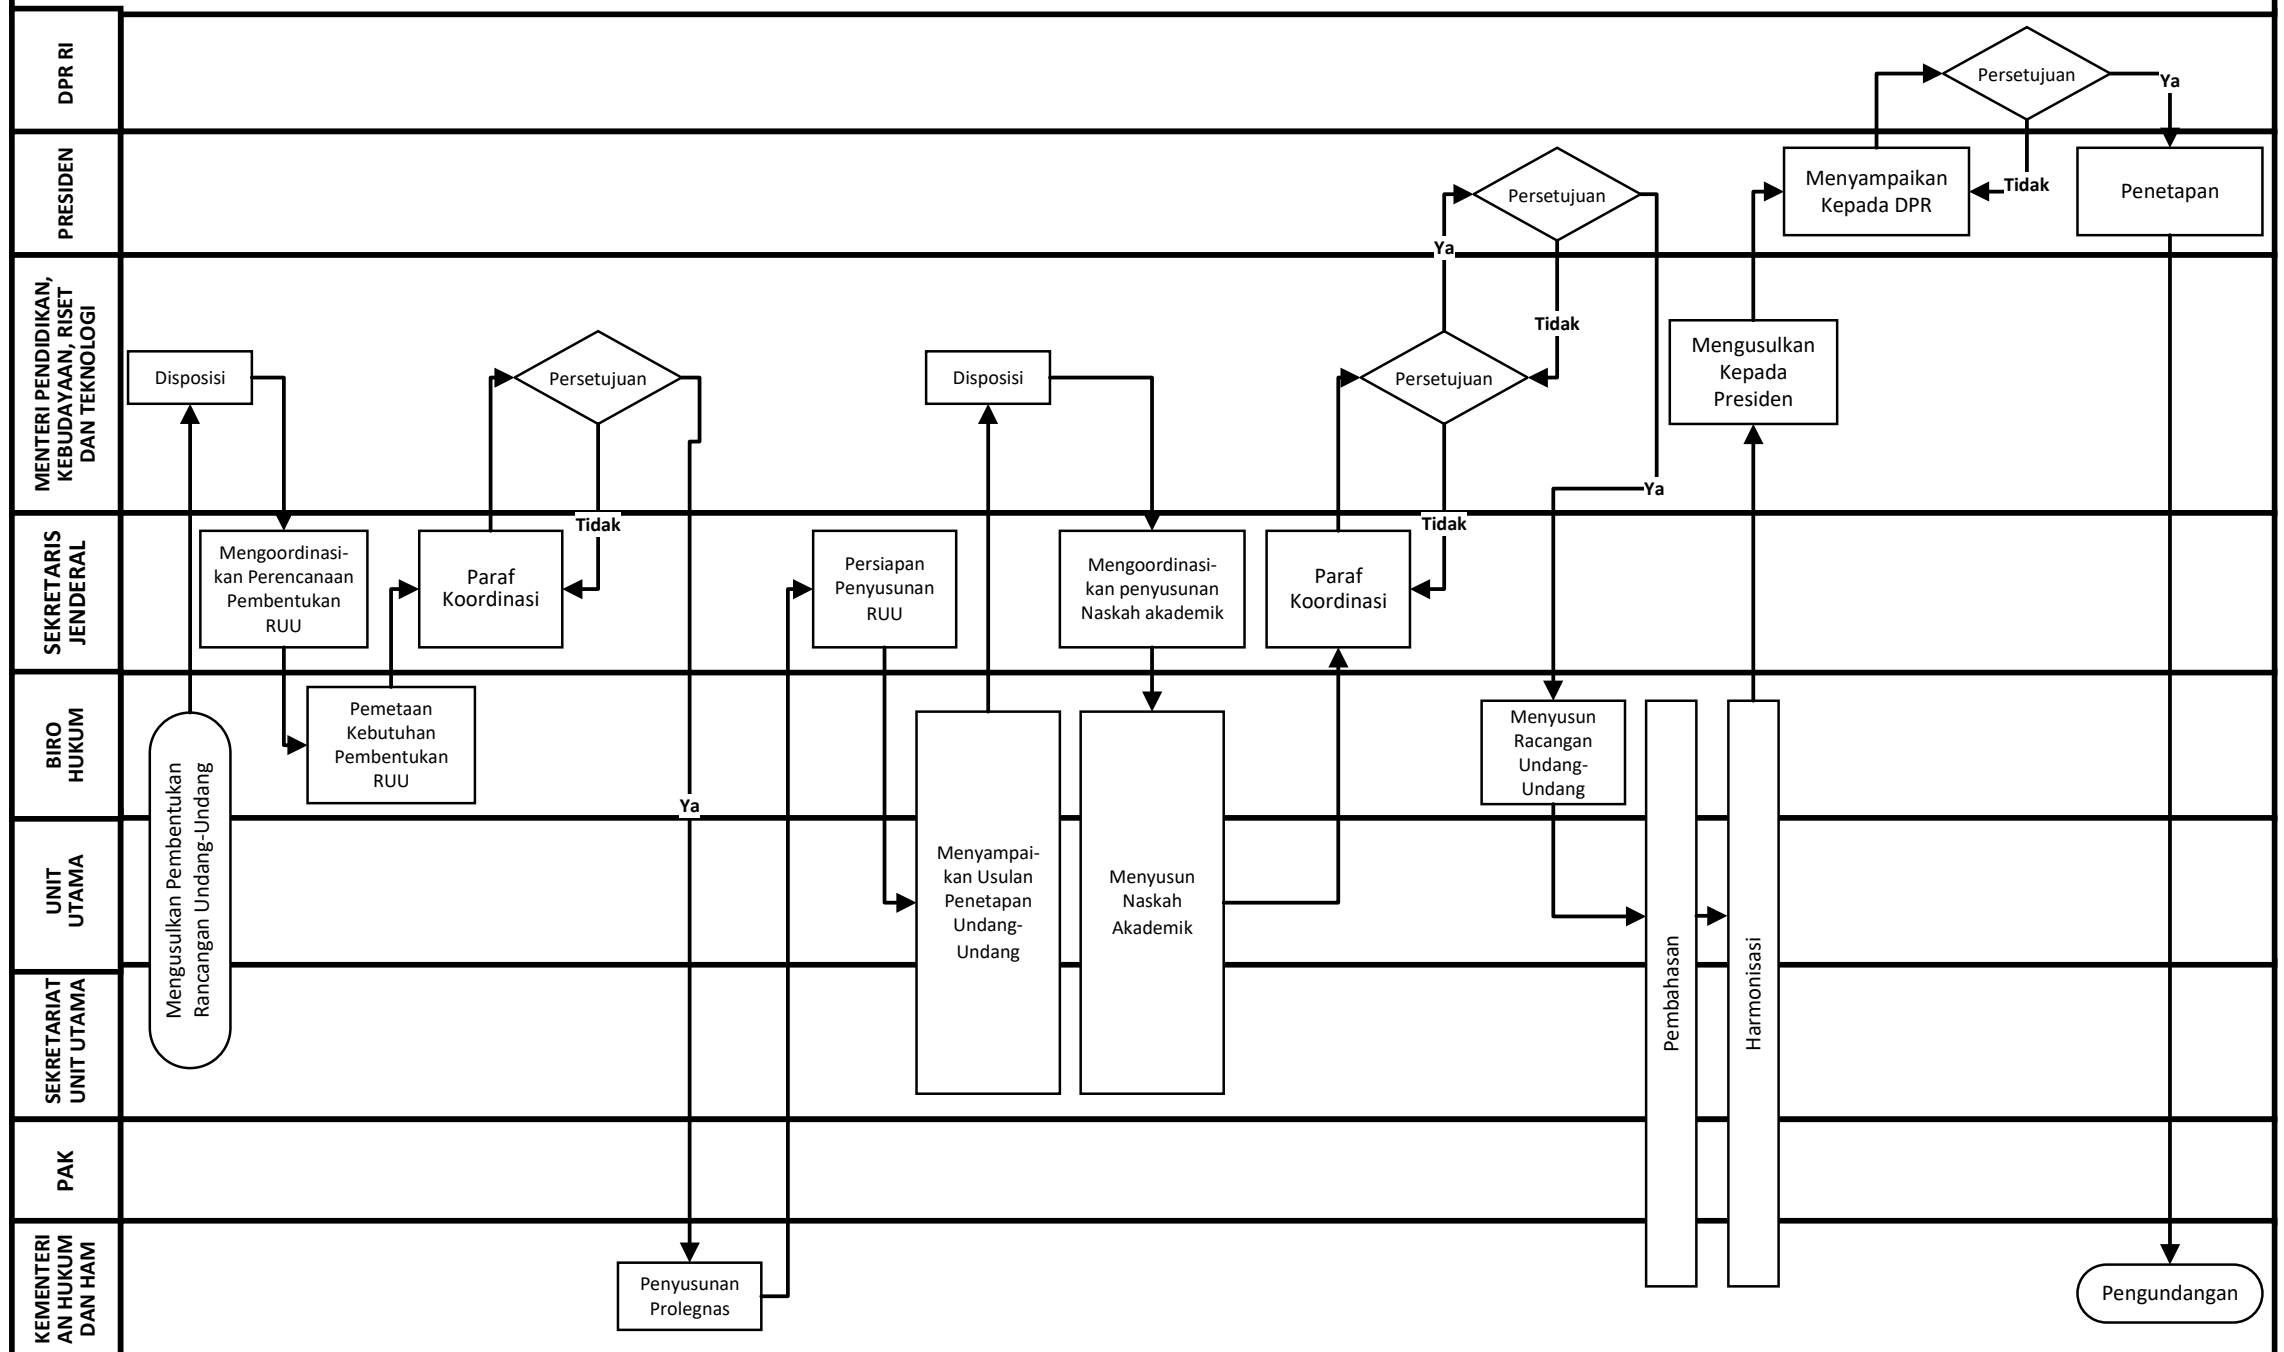 DPR RI
Persetujuan
Ya
PRESIDEN
Persetujuan
Menyampaikan
Kepada DPR
Tidak
Penetapan
Ya
MENTERI PENDIDIKAN,
KEBUDAYAAN, RISET
DAN TEKNOLOGI
Disposisi
Persetujuan
Disposisi
Persetujuan
Tidak
Mengusulkan
Kepada
Presiden
Ya
SEKRETARIS
JENDERAL
Mengoordinasi-
kan Perencanaan
Pembentukan
RUU
Paraf
Koordinasi
Tidak
Persiapan
Penyusunan
RUU
Mengoordinasi-
kan penyusunan
Naskah akademik
Paraf
Koordinasi
Tidak
BIRO
HUKUM
Mengusulkan Pembentukan
Rancangan Undang-Undang
Pemetaan
Kebutuhan
Pembentukan
RUU
Ya
Menyusun
Racangan
Undang-
Undang
UNIT
UTAMA
Menyampai-
kan Usulan
Penetapan
Undang-
Undang
Menyusun
Naskah
Akademik
Pembahasan
Harmonisasi
SEKRETARIAT
UNIT UTAMA
PAK
KEMENTERI
AN HUKUM
DAN HAM
Penyusunan
Prolegnas
Pengundangan